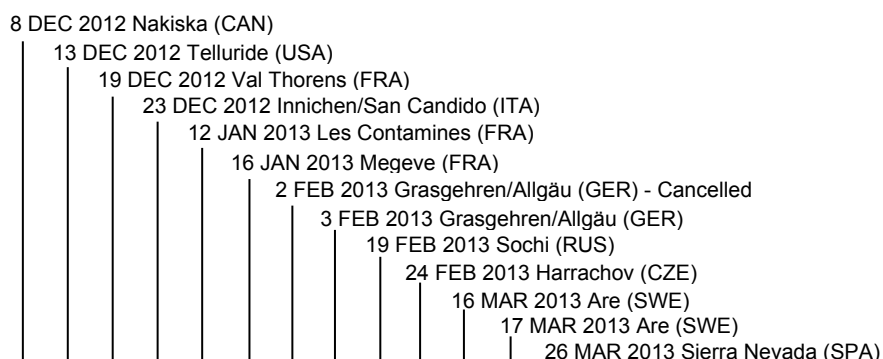 8 DEC 2012 Nakiska (CAN)
13 DEC 2012 Telluride (USA)
19 DEC 2012 Val Thorens (FRA)
23 DEC 2012 Innichen/San Candido (ITA)
12 JAN 2013 Les Contamines (FRA)
16 JAN 2013 Megeve (FRA)
2 FEB 2013 Grasgehren/Allgäu (GER) - Cancelled
3 FEB 2013 Grasgehren/Allgäu (GER)
19 FEB 2013 Sochi (RUS)
24 FEB 2013 Harrachov (CZE)
16 MAR 2013 Are (SWE)
17 MAR 2013 Are (SWE)
26 MAR 2013 Sierra Nevada (SPA)